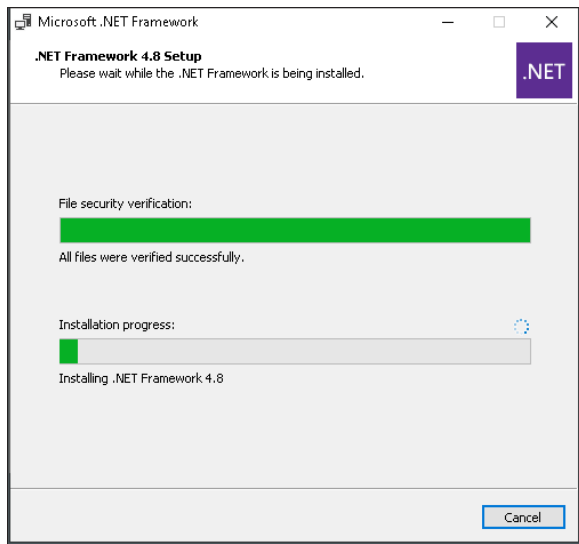 Microsoft .NET Framework
.NET Framework 4.8 Setup
Please wait while the .NET Framework is being installed.
.NET
File security verification:
All files were verified successfully.
Installation progress:
Installing .NET Framework 4.8
Cancel